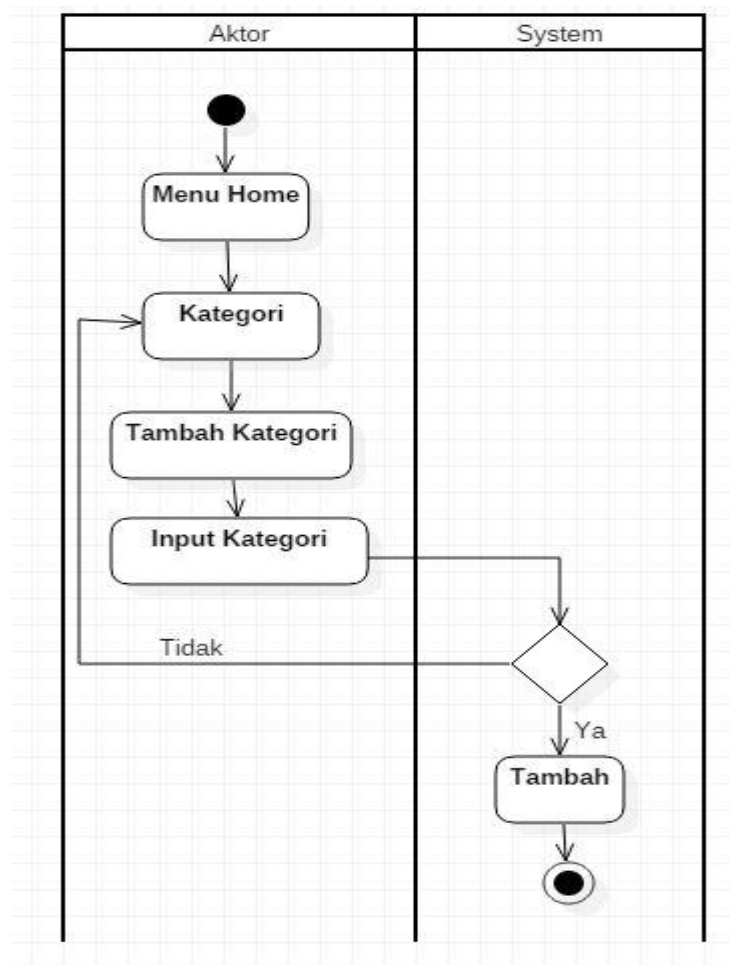 Aktor
System
Menu Home
Kategori
Tambah Kategori
Input Kategori
Tidak
Ya
Tambah